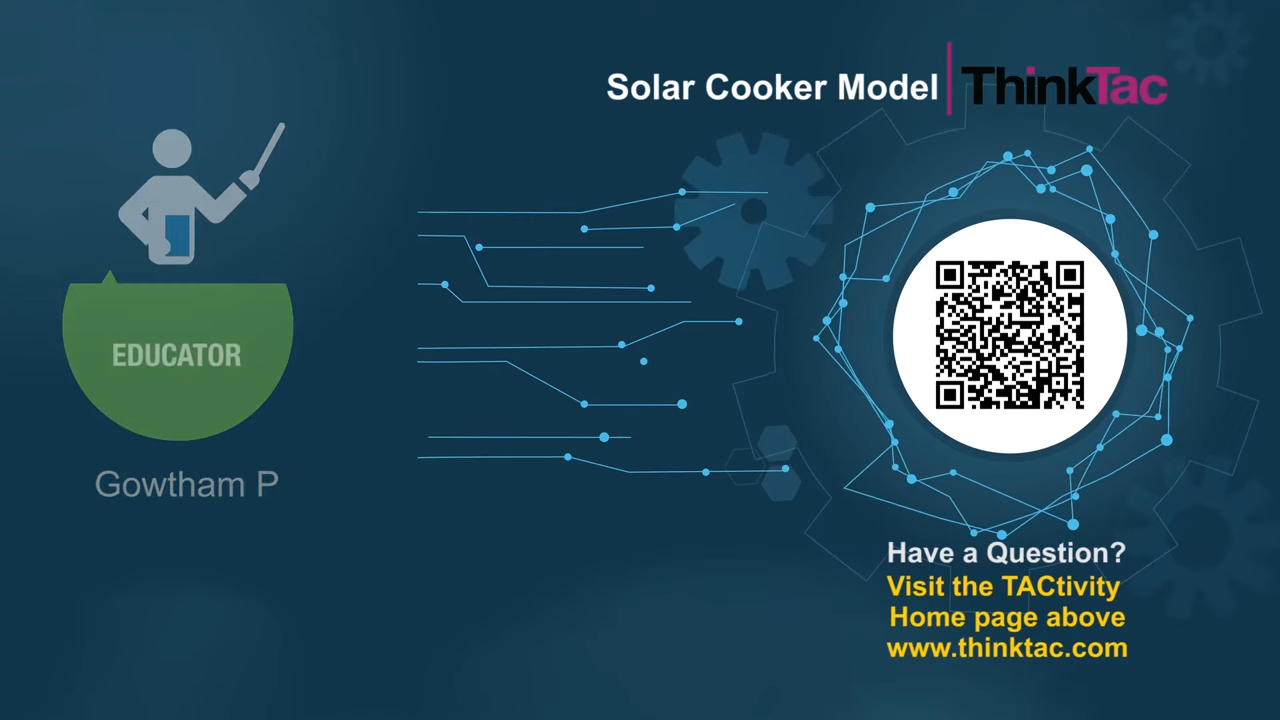 Solar Cooker Model
ThinkTac
EDUCATOR
Gowtham P
Have a Question?
Visit the TACtivity
Home page above
www.thinktac.com